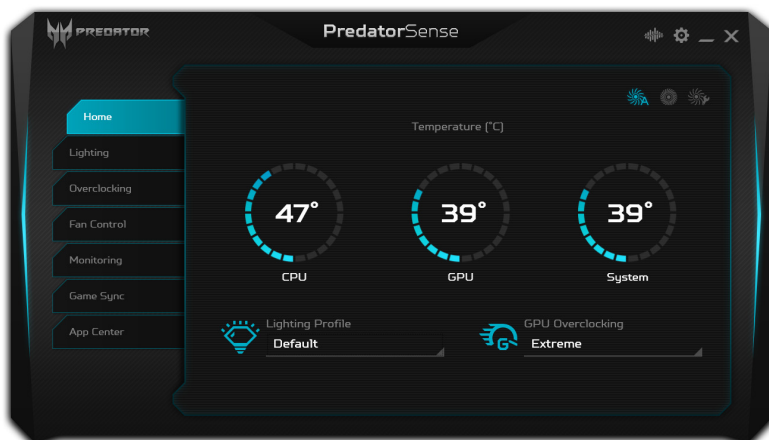 PREDATOR
PredatorSense
Home
Lighting
Overclocking
Fan Control
Monitoring
Game Sync
App Center
A
Temperature (°C)
47° 39° 39°
CPU GPU System
Lighting Profile
Default
G
GPU Overclocking
Extreme